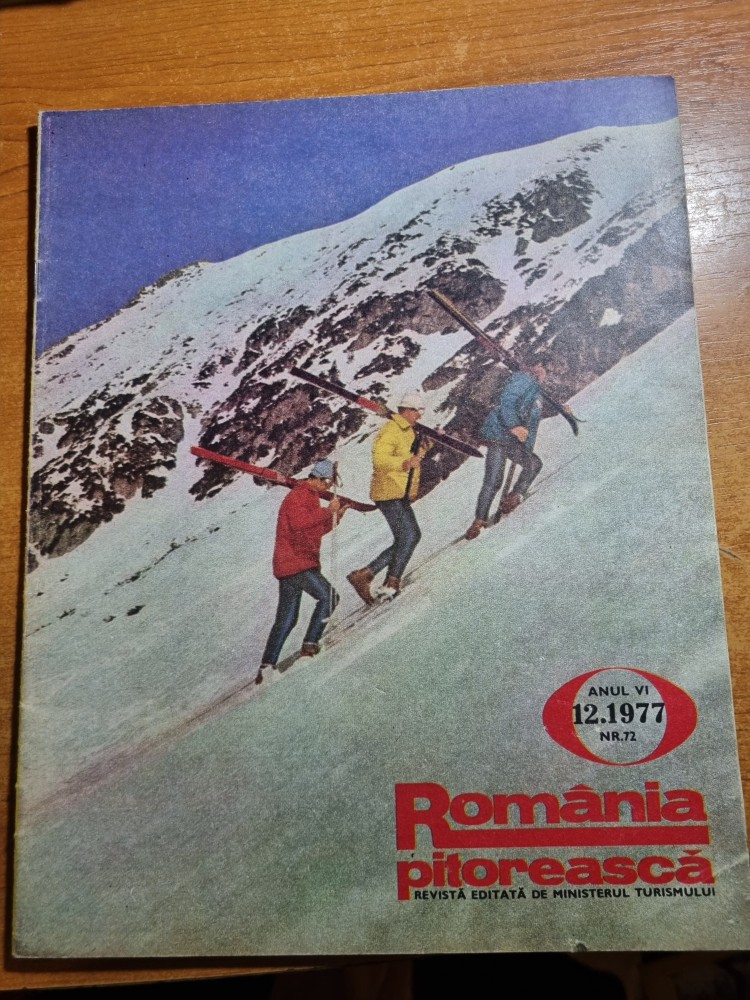 ANUL VI
12.1977
NR.72
România
pitorească
REVISTĂ EDITATĂ DE MINISTERUL TURISMULUI